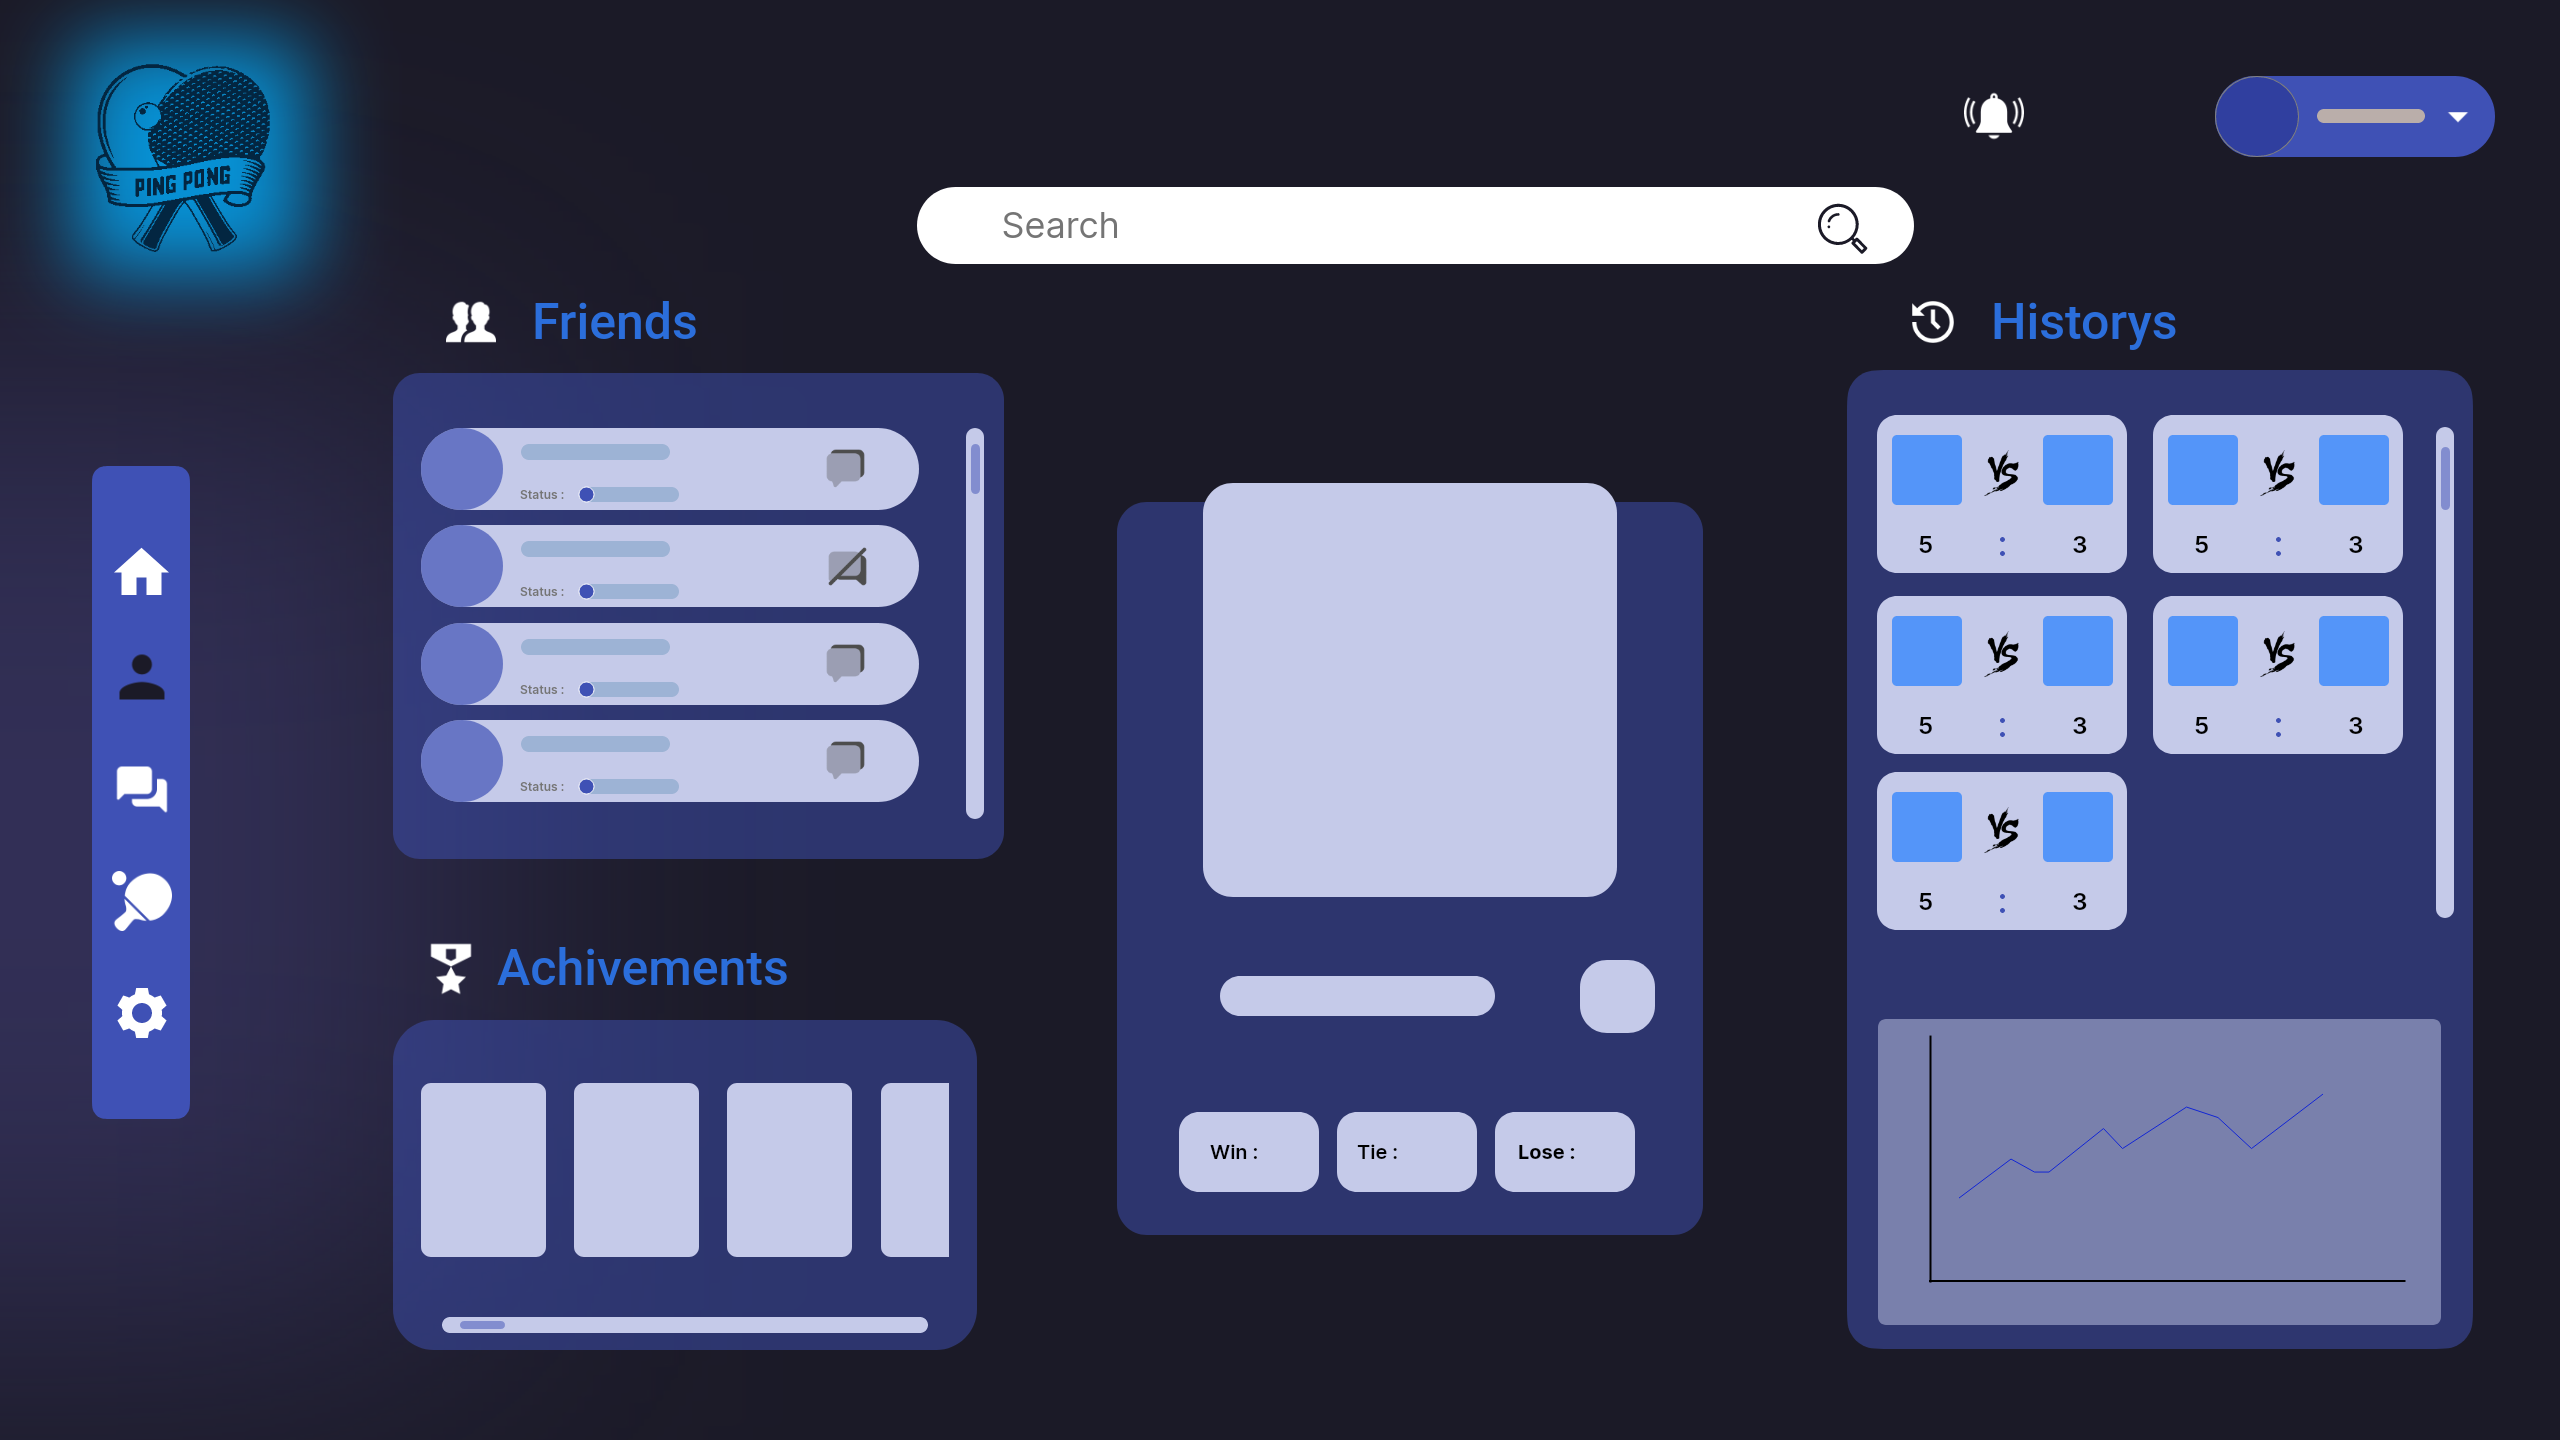 PING PONG
Search
Friends
Historys
Status :
Status :
Status :
Status :
VS
5 : 3
VS
5 : 3
VS
5 : 3
VS
5 : 3
VS
5 : 3
Achivements
Win :
Tie :
Lose :